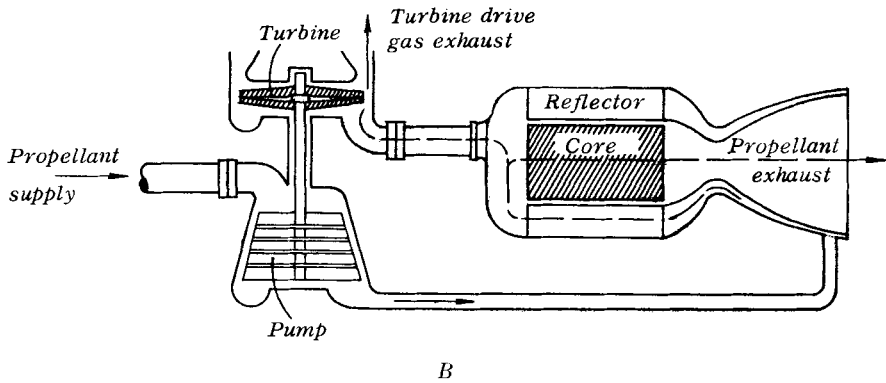 Turbine drive
gas exhaust
Turbine
Reflector
Core
Propellant
supply
Propellant
exhaust
Pump
B